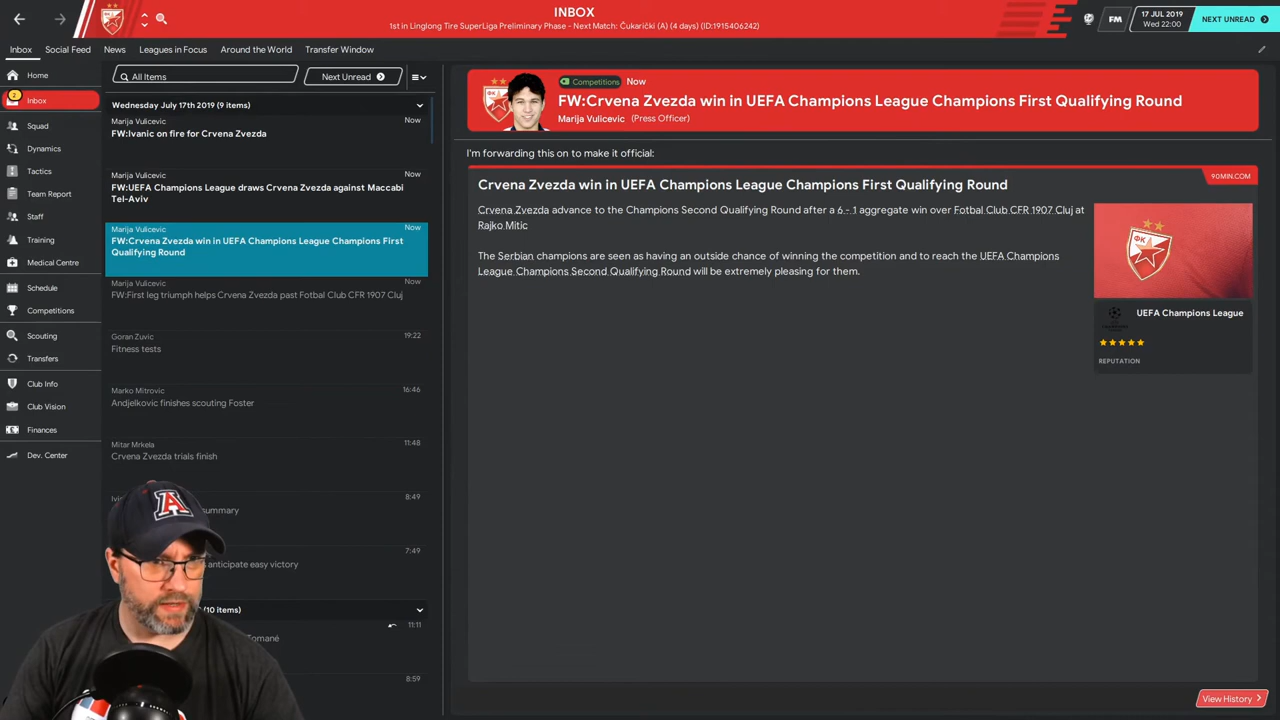 INBOX
1st in Linglong Tire SuperLiga Preliminary Phase - Next Match: Čukarički (A) (4 days) (ID:1915406242)
FM
17 JUL 2019
Wed 22:00
NEXT UNREAD
Inbox
Social Feed
News
Leagues in Focus
Around the World
Transfer Window
Home
2
Inbox
Squad
Dynamics
Tactics
Team Report
Staff
Training
Medical Centre
Schedule
Competitions
Scouting
Transfers
Club Info
Club Vision
Finances
Dev. Center
All Items
Next Unread
Wednesday July 17th 2019 (9 items)
Marija Vulicevic
Now
FW:Ivanic on fire for Crvena Zvezda
Marija Vulicevic
Now
FW:UEFA Champions League draws Crvena Zvezda against Maccabi
Tel-Aviv
Marija Vulicevic
Now
FW:Crvena Zvezda win in UEFA Champions League Champions First
Qualifying Round
Marija Vulicevic
Now
FW:First leg triumph helps Crvena Zvezda past Fotbal Club CFR 1907 Cluj
Goran Zuvic
19:22
Fitness tests
Marko Mitrovic
16:46
Andjelkovic finishes scouting Foster
Mitar Mrkela
11:48
Crvena Zvezda trials finish
8:49
summary
7:49
anticipate easy victory
(10 items)
11:11
Tomané
8:59
Competitions
Now
FW:Crvena Zvezda win in UEFA Champions League Champions First Qualifying Round
Marija Vulicevic
(Press Officer)
I'm forwarding this on to make it official:
90MIN.COM
Crvena Zvezda win in UEFA Champions League Champions First Qualifying Round
Crvena Zvezda advance to the Champions Second Qualifying Round after a 6 - 1 aggregate win over Fotbal Club CFR 1907 Cluj at
Rajko Mitic
The Serbian champions are seen as having an outside chance of winning the competition and to reach the UEFA Champions
League Champions Second Qualifying Round will be extremely pleasing for them.
UEFA Champions League
REPUTATION
View History